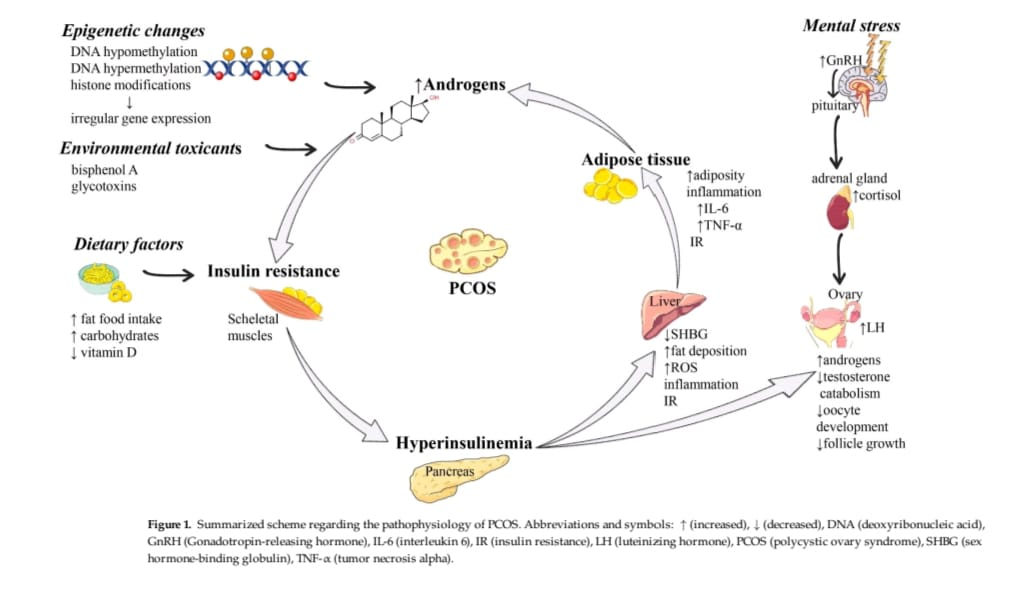 Epigenetic changes
DNA hypomethylation
DNA hypermethylation
histone modifications
↓
irregular gene expression
Environmental toxicants
bisphenol A
glycotoxins
Dietary factors
↑ fat food intake
↑ carbohydrates
↓ vitamin D
↑Androgens
OH
O
Insulin resistance
Scheletal
muscles
PCOS
Hyperinsulinemia
Pancreas
Adipose tissue
↑adiposity
inflammation
↑IL-6
↑TNF-α
IR
Liver
↓SHBG
↑fat deposition
↑ROS
inflammation
IR
Mental stress
↑GnRH
pituitary
adrenal gland
↑cortisol
Ovary
↑LH
↑androgens
↓testosterone
catabolism
↓oocyte
development
↓follicle growth
Figure 1. Summarized scheme regarding the pathophysiology of PCOS. Abbreviations and symbols: ↑ (increased), ↓ (decreased), DNA (deoxyribonucleic acid),
GnRH (Gonadotropin-releasing hormone), IL-6 (interleukin 6), IR (insulin resistance), LH (luteinizing hormone), PCOS (polycystic ovary syndrome), SHBG (sex
hormone-binding globulin), TNF-α (tumor necrosis alpha).